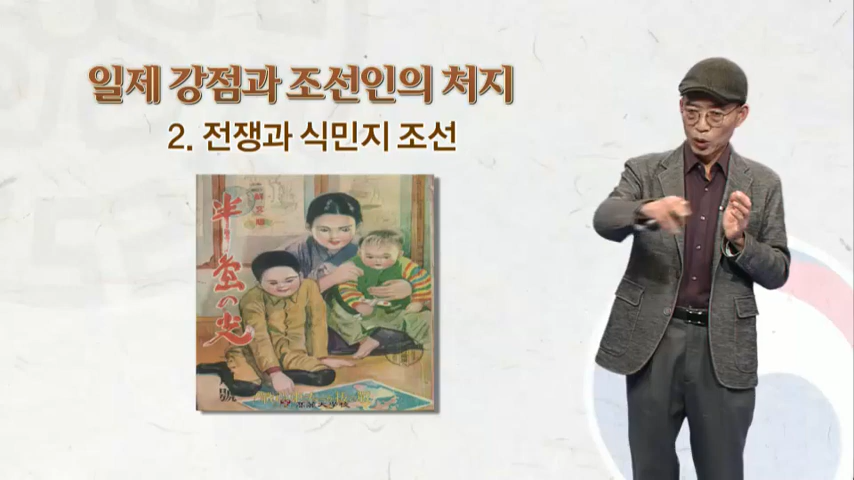 일제 강점과 조선인의 처지
2. 전쟁과 식민지 조선
半島の光
號